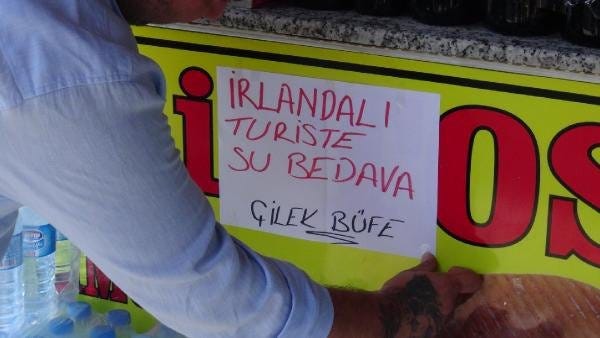 İRLANDALI
TURİSTE
SU BEDAVA
ÇİLEK BÜFE